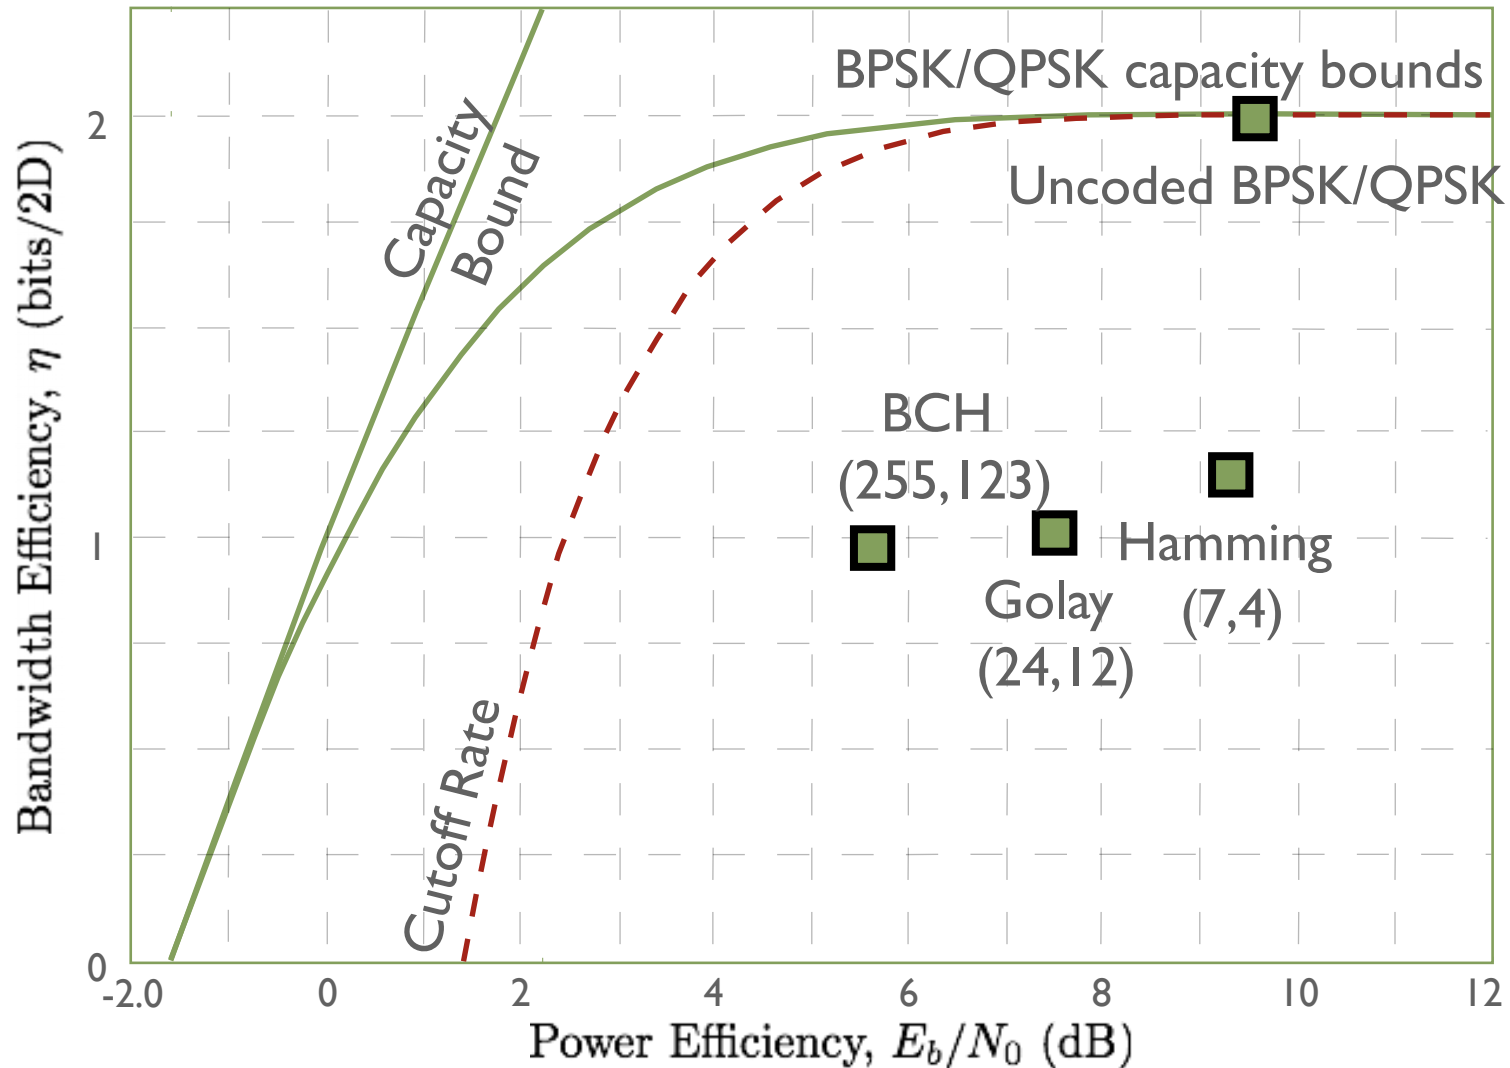 BPSK/QPSK capacity bounds
2
Capacity
Bound
Uncoded BPSK/QPSK
Bandwidth Efficiency, η (bits/2D)
BCH
(255,123)
1
Hamming
(7,4)
Golay
(24,12)
Cutoff Rate
0
-2.0 0 2 4 6 8 10 12
Power Efficiency, E_b/N_0 (dB)